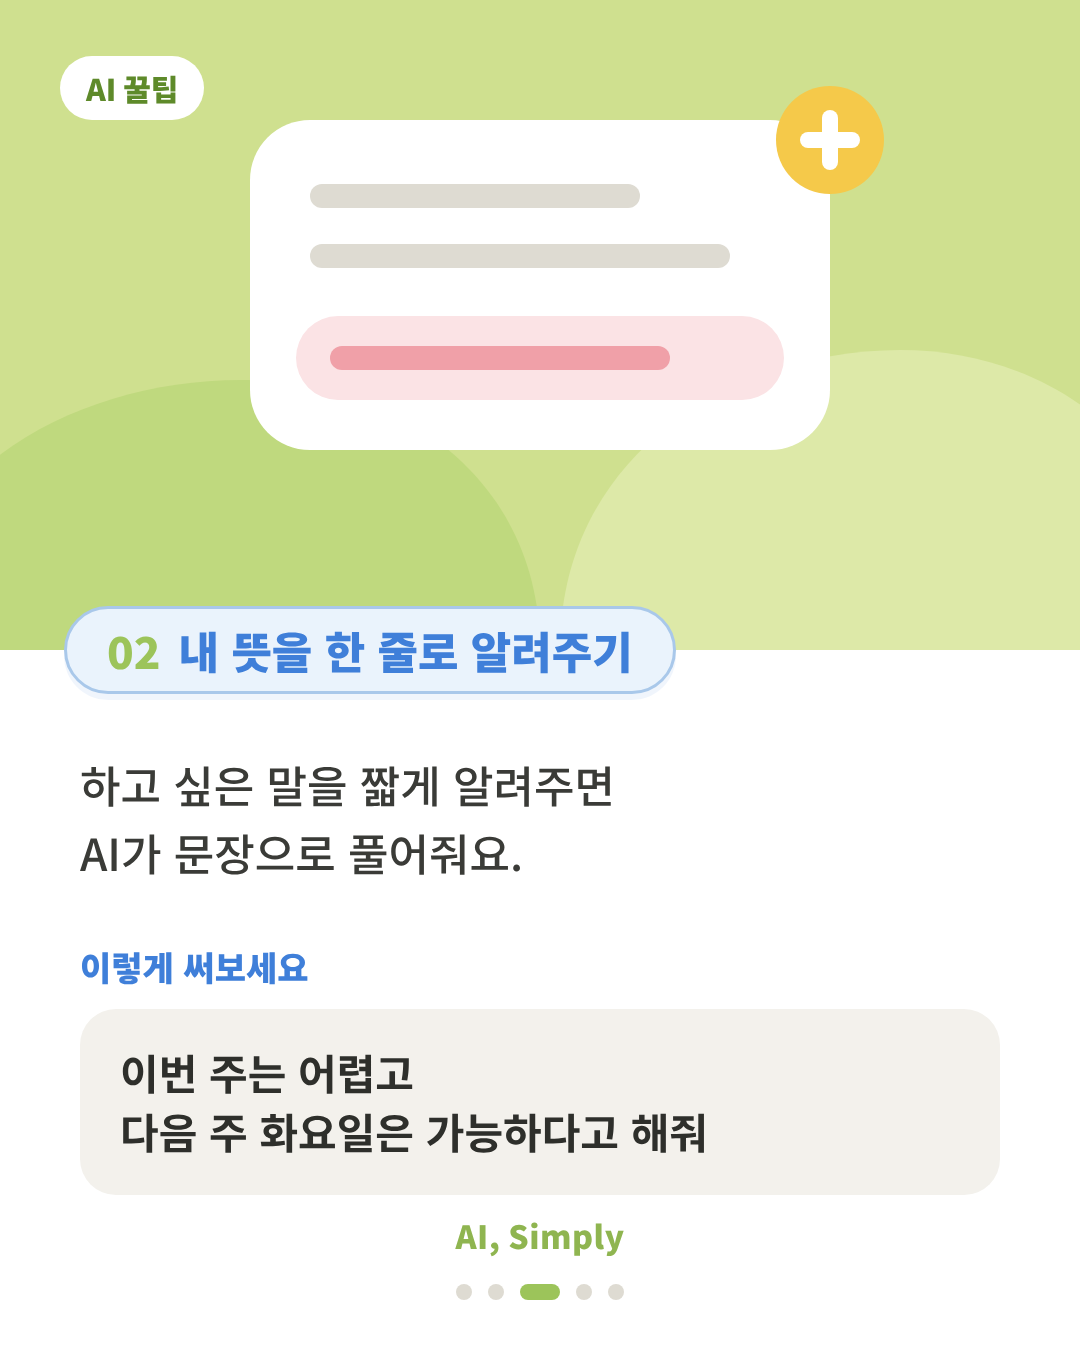 AI 꿀팁
02 내 뜻을 한 줄로 알려주기
하고 싶은 말을 짧게 알려주면
AI가 문장으로 풀어줘요.
이렇게 써보세요
이번 주는 어렵고
다음 주 화요일은 가능하다고 해줘
AI, Simply